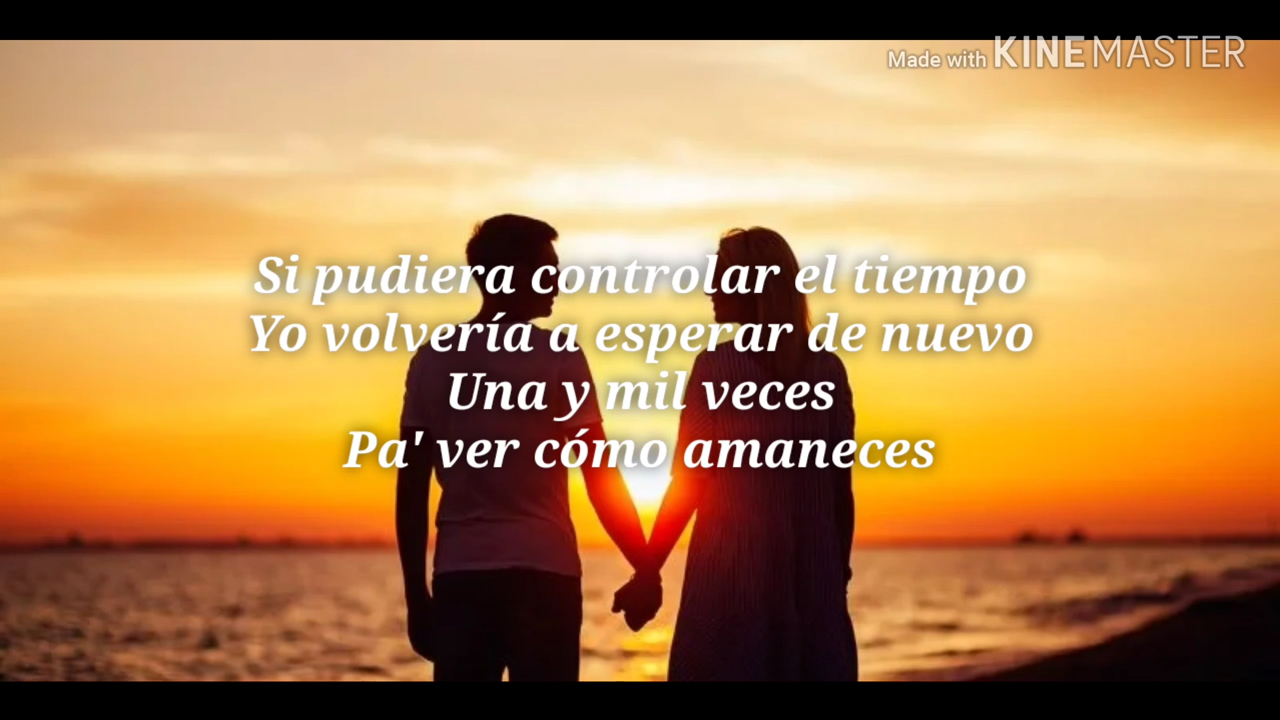 Made with KINEMASTER
Si pudiera controlar el tiempo
Yo volvería a esperar de nuevo
Una y mil veces
Pa' ver cómo amaneces